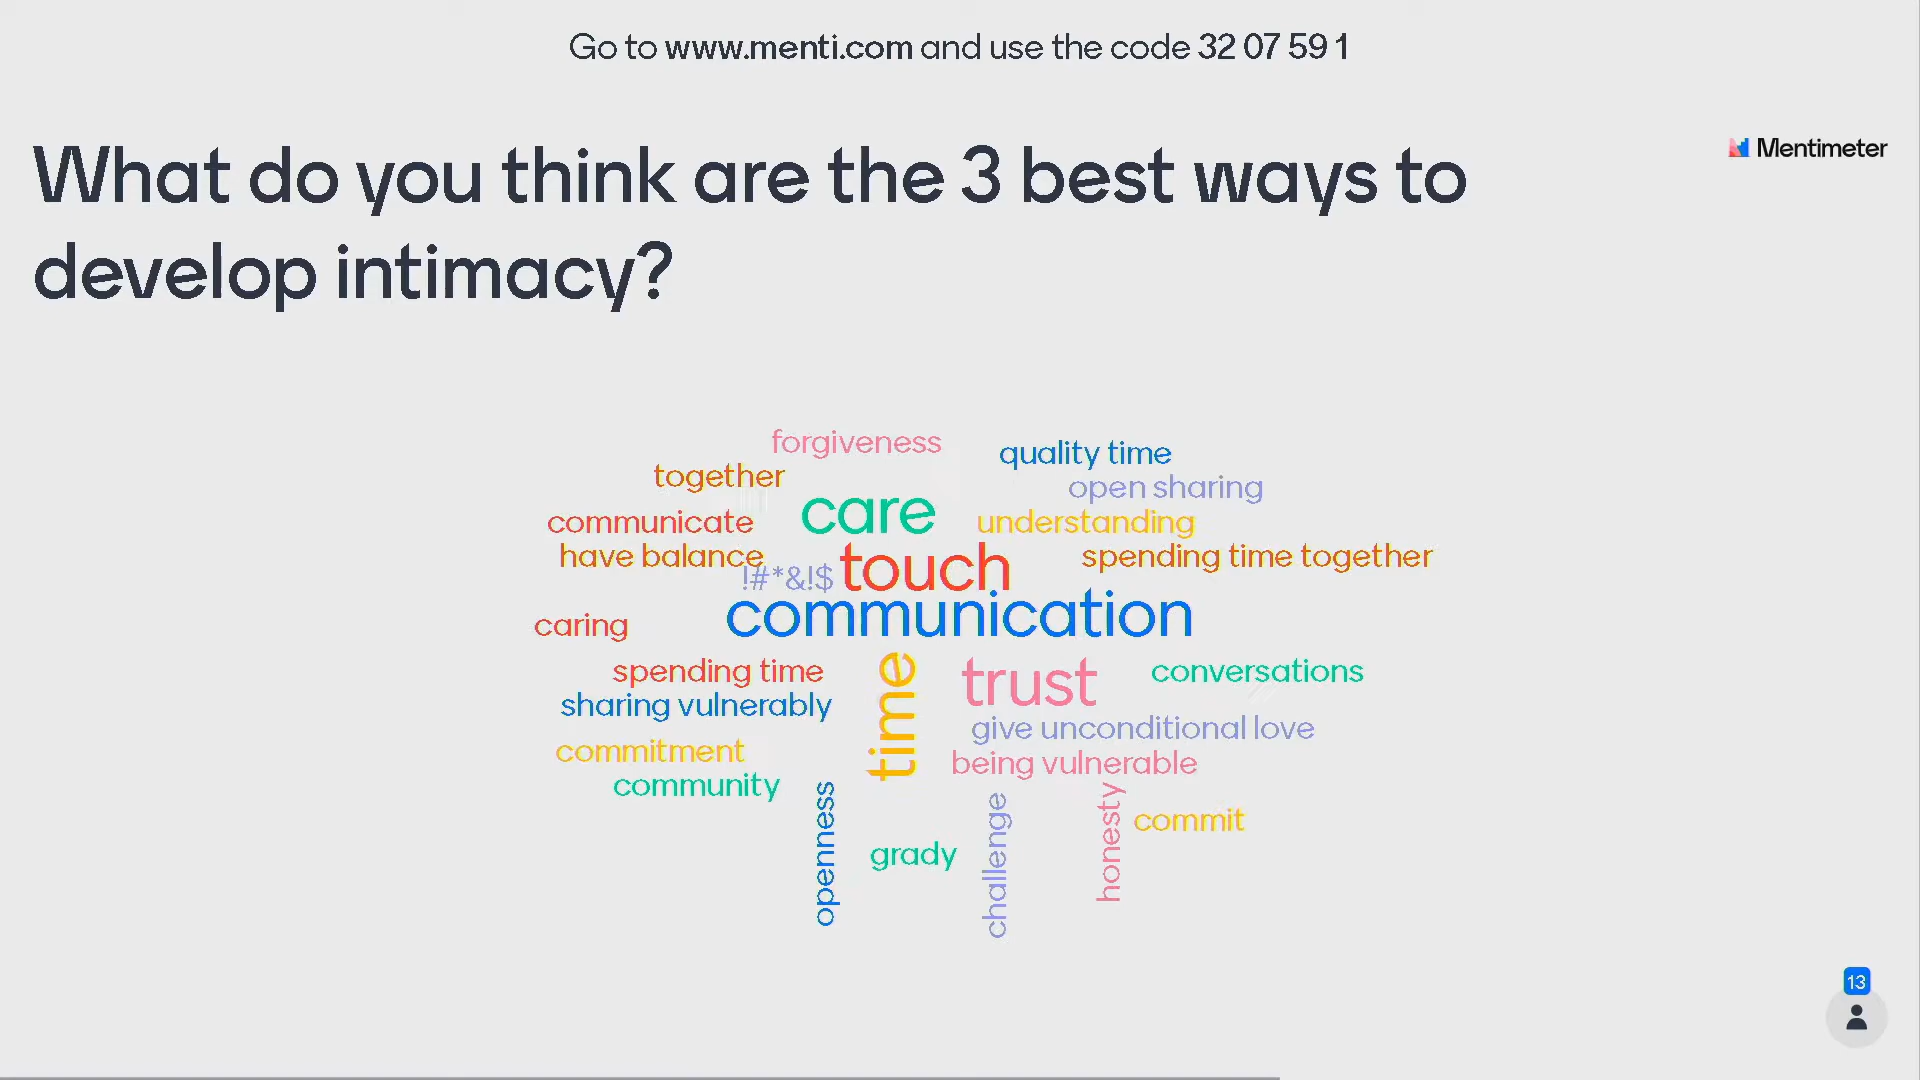 Go to www.menti.com and use the code 32 07 59 1
Mentimeter
What do you think are the 3 best ways to
develop intimacy?
forgiveness
quality time
together
open sharing
care
communicate
understanding
have balance
touch
spending time together
!#*&!$
communication
caring
time
trust
spending time
conversations
sharing vulnerably
give unconditional love
commitment
being vulnerable
community
openness
challenge
honesty
commit
grady
13